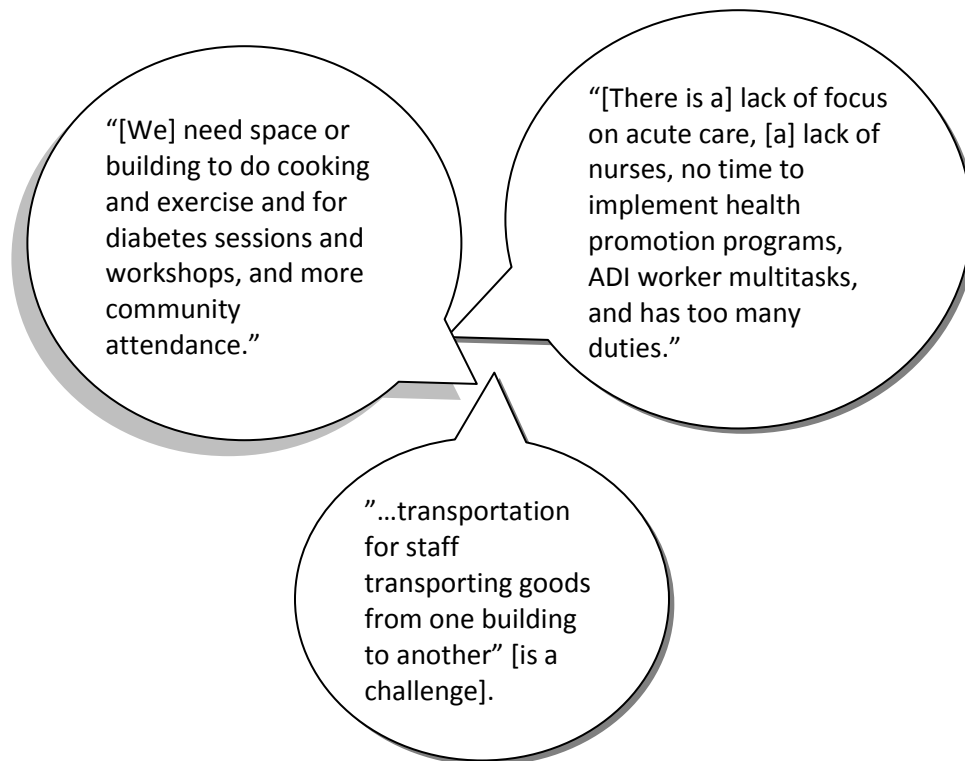 “[We] need space or
building to do cooking
and exercise and for
diabetes sessions and
workshops, and more
community
attendance.”
“[There is a] lack of focus
on acute care, [a] lack of
nurses, no time to
implement health
promotion programs,
ADI worker multitasks,
and has too many
duties.”
”...transportation
for staff
transporting goods
from one building
to another” [is a
challenge].